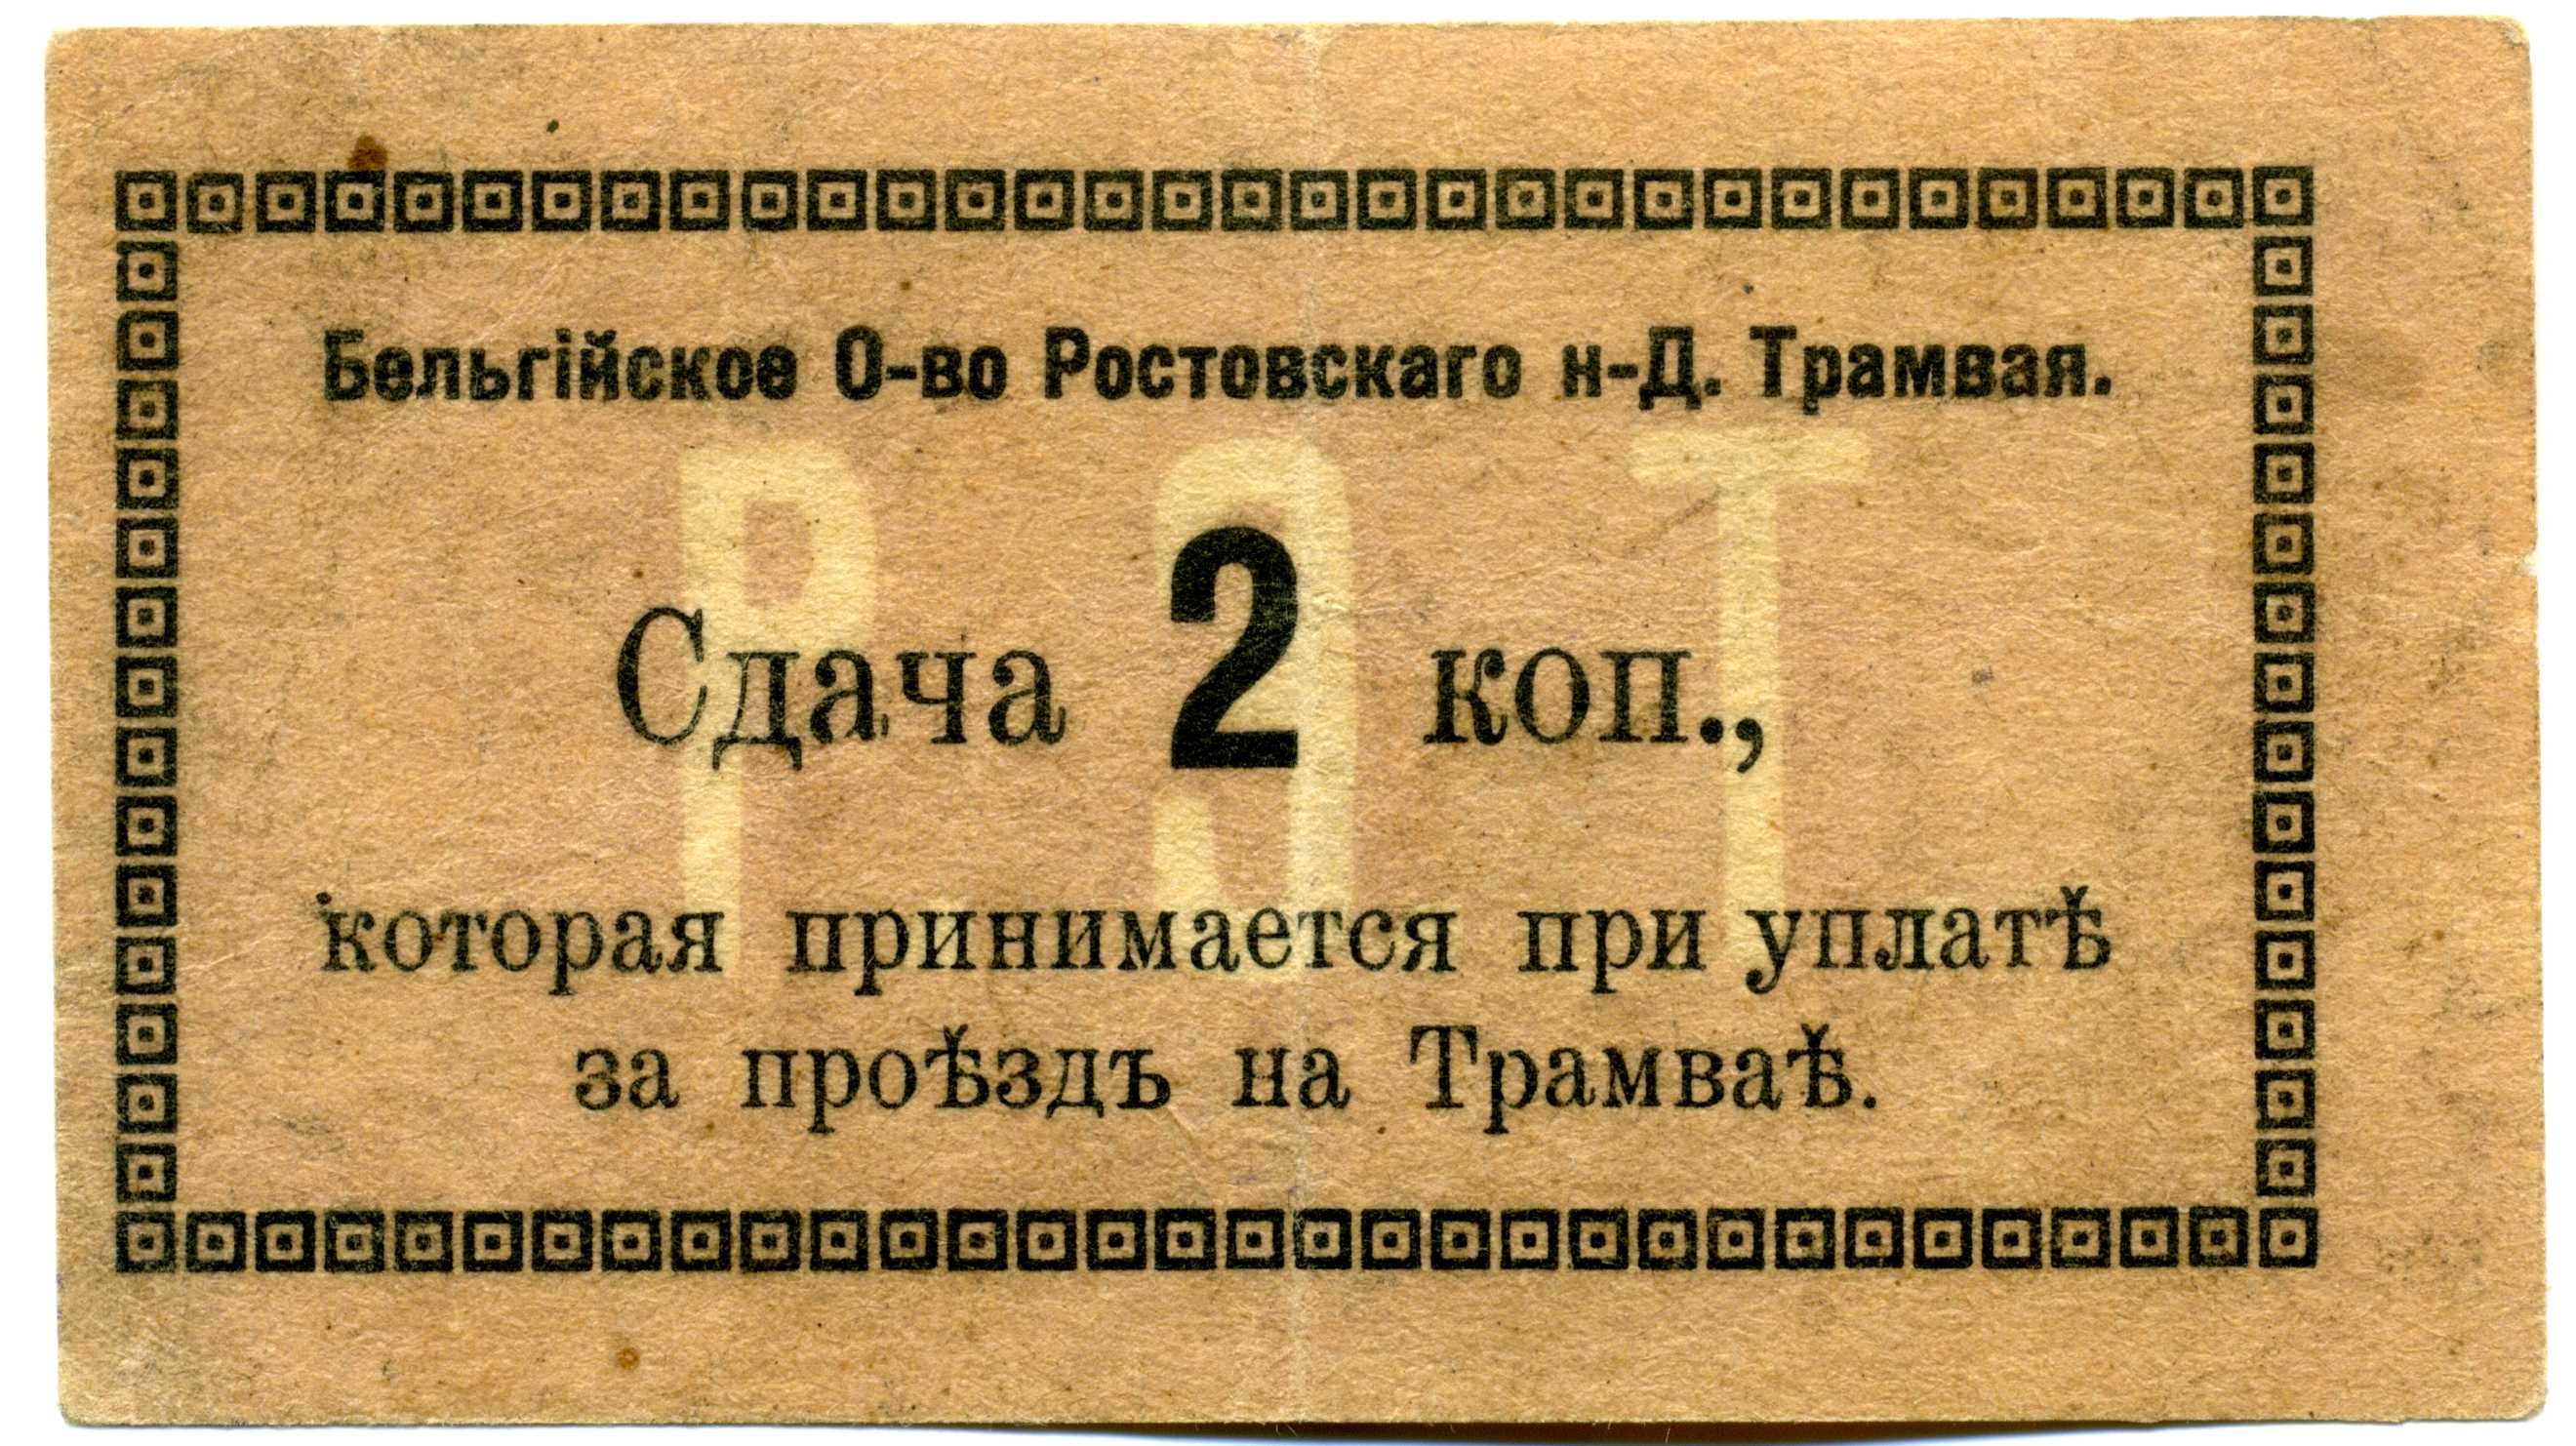 Бельгійское О-во Ростовскаго н-Д. Трамвая.
Р Э Т
Сдача 2 коп.,
которая принимается при уплатѣ
за проѣздъ на Трамваѣ.